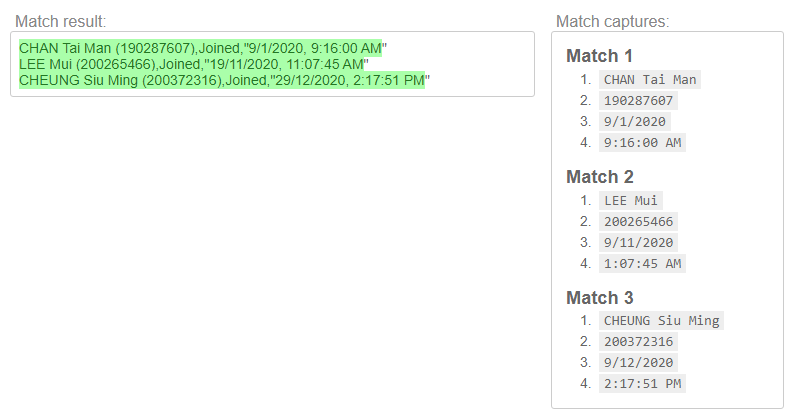 Match result:
CHAN Tai Man (190287607),Joined,"9/1/2020, 9:16:00 AM"
LEE Mui (200265466),Joined,"19/11/2020, 11:07:45 AM"
CHEUNG Siu Ming (200372316),Joined,"29/12/2020, 2:17:51 PM"
Match captures:
Match 1
1. CHAN Tai Man
2. 190287607
3. 9/1/2020
4. 9:16:00 AM
Match 2
1. LEE Mui
2. 200265466
3. 9/11/2020
4. 1:07:45 AM
Match 3
1. CHEUNG Siu Ming
2. 200372316
3. 9/12/2020
4. 2:17:51 PM